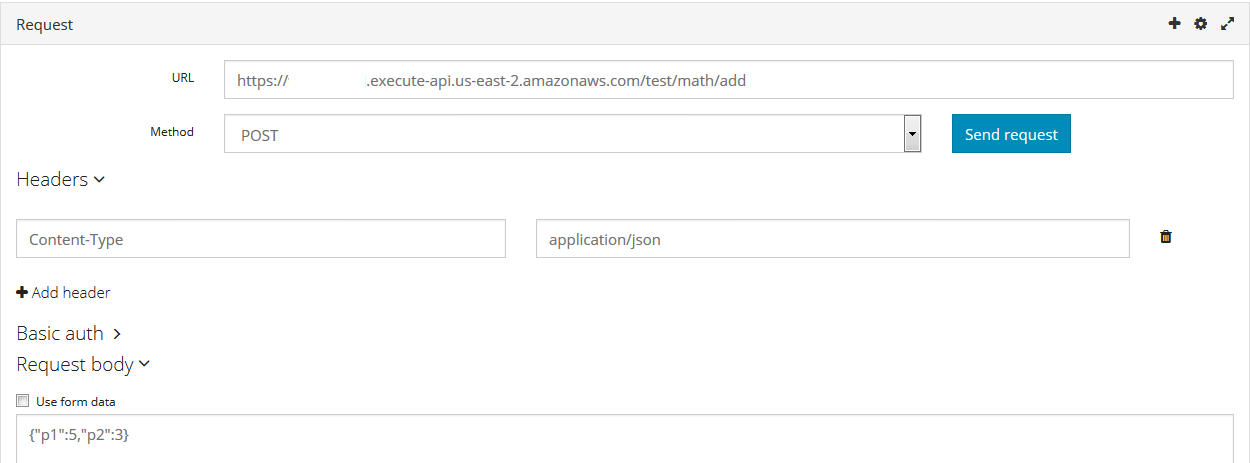 Request
URL
https:// .execute-api.us-east-2.amazonaws.com/test/math/add
Method
POST
Send request
Headers
Content-Type
application/json
Add header
Basic auth
Request body
Use form data
{"p1":5,"p2":3}